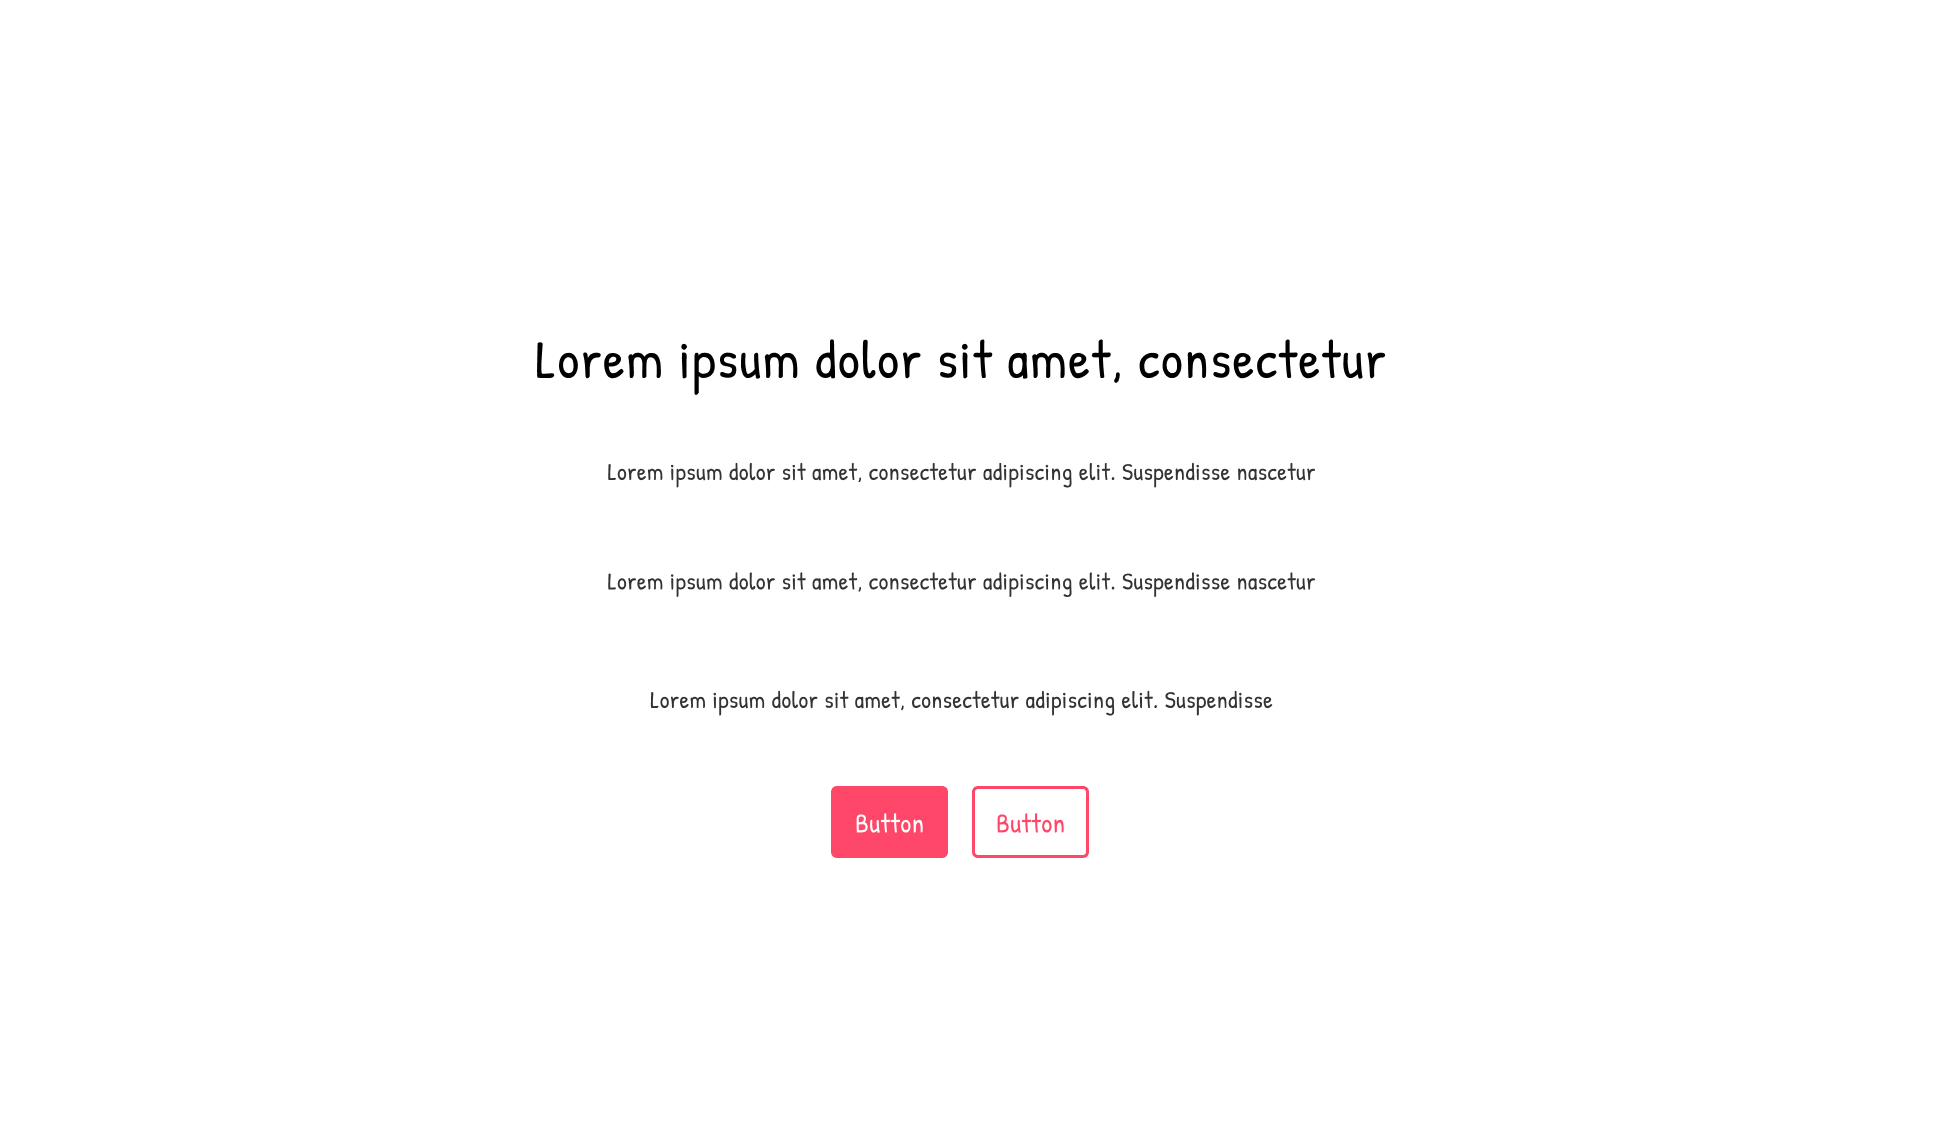 Lorem ipsum dolor sit amet, consectetur
Lorem ipsum dolor sit amet, consectetur adipiscing elit. Suspendisse nascetur
Lorem ipsum dolor sit amet, consectetur adipiscing elit. Suspendisse nascetur
Lorem ipsum dolor sit amet, consectetur adipiscing elit. Suspendisse
Button Button